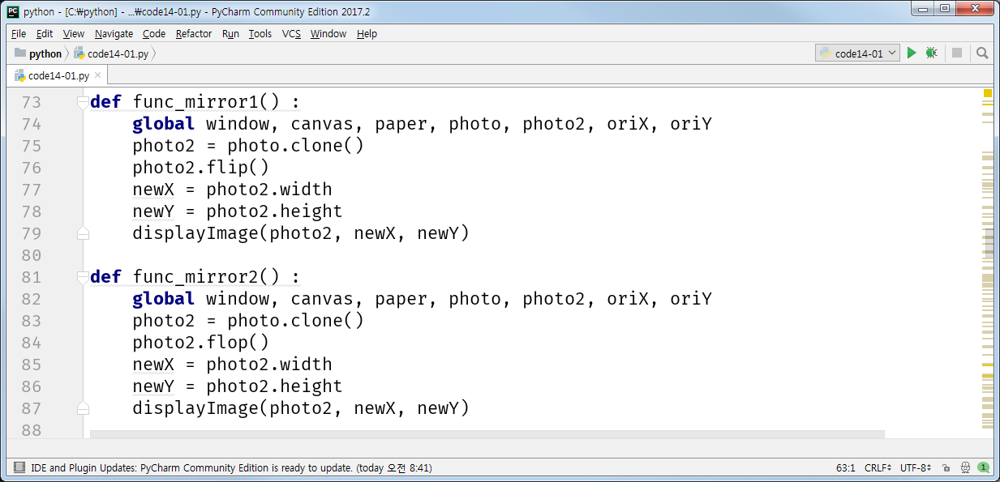 PC python - [C:₩python] - ...₩code14-01.py - PyCharm Community Edition 2017.2
File Edit View Navigate Code Refactor Run Tools VCS Window Help
python code14-01.py code14-01
code14-01.py
73 def func_mirror1() :
74 global window, canvas, paper, photo, photo2, oriX, oriY
75 photo2 = photo.clone()
76 photo2.flip()
77 newX = photo2.width
78 newY = photo2.height
79 displayImage(photo2, newX, newY)
80
81 def func_mirror2() :
82 global window, canvas, paper, photo, photo2, oriX, oriY
83 photo2 = photo.clone()
84 photo2.flop()
85 newX = photo2.width
86 newY = photo2.height
87 displayImage(photo2, newX, newY)
88
IDE and Plugin Updates: PyCharm Community Edition is ready to update. (today 오전 8:41) 63:1 CRLF UTF-8 1